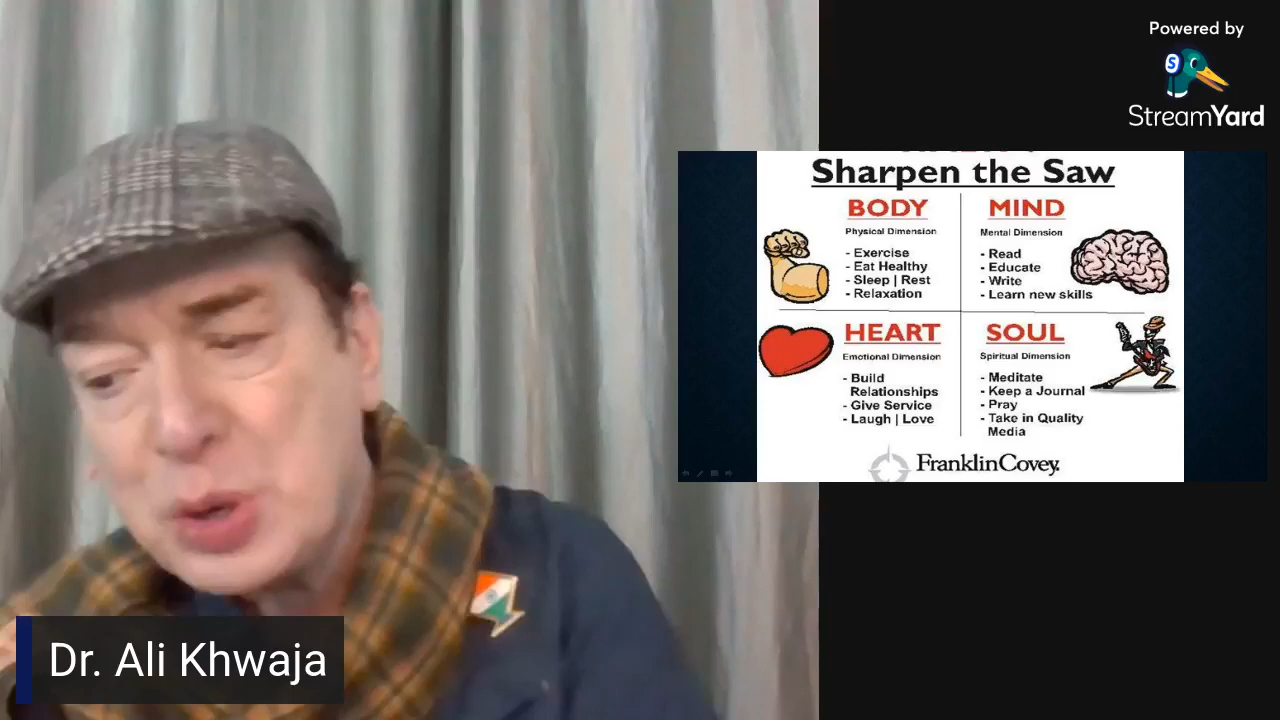 Powered by
StreamYard
Sharpen the Saw
BODY
Physical Dimension
- Exercise
- Eat Healthy
- Sleep | Rest
- Relaxation
MIND
Mental Dimension
- Read
- Educate
- Write
- Learn new skills
HEART
Emotional Dimension
- Build
Relationships
- Give Service
- Laugh | Love
SOUL
Spiritual Dimension
- Meditate
- Keep a Journal
- Pray
- Take in Quality
Media
FranklinCovey
Dr. Ali Khwaja